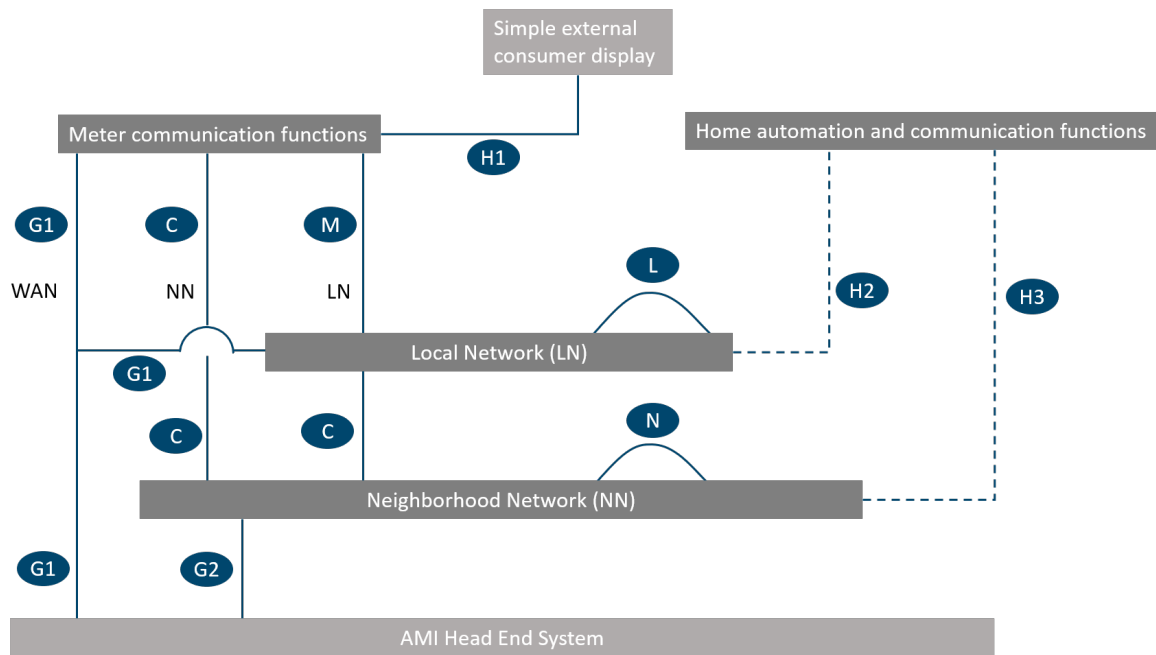 Simple external
consumer display
Meter communication functions
Home automation and communication functions
H1
G1
C
M
WAN
NN
LN
L
H2
H3
Local Network (LN)
G1
C
C
N
Neighborhood Network (NN)
G1
G2
AMI Head End System